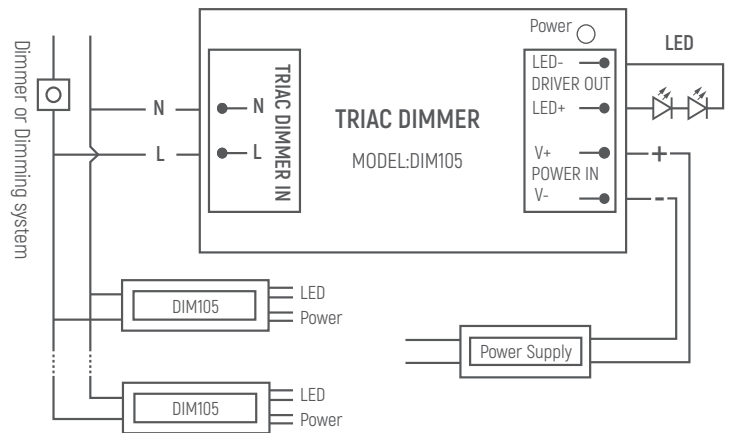 Dimmer or Dimming system
N
L
TRIAC DIMMER IN
N
L
TRIAC DIMMER
MODEL:DIM105
Power
LED-
DRIVER OUT
LED+
V+
POWER IN
V-
LED
+
-
DIM105
LED
Power
Power Supply
DIM105
LED
Power